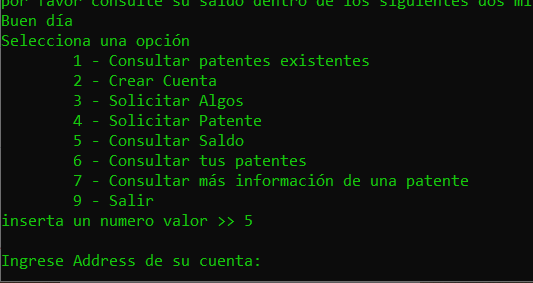 por favor consulte su saldo dentro de los siguientes dos mi
Buen día
Selecciona una opción
1 - Consultar patentes existentes
2 - Crear Cuenta
3 - Solicitar Algos
4 - Solicitar Patente
5 - Consultar Saldo
6 - Consultar tus patentes
7 - Consultar más información de una patente
9 - Salir
inserta un numero valor >> 5
Ingrese Address de su cuenta: